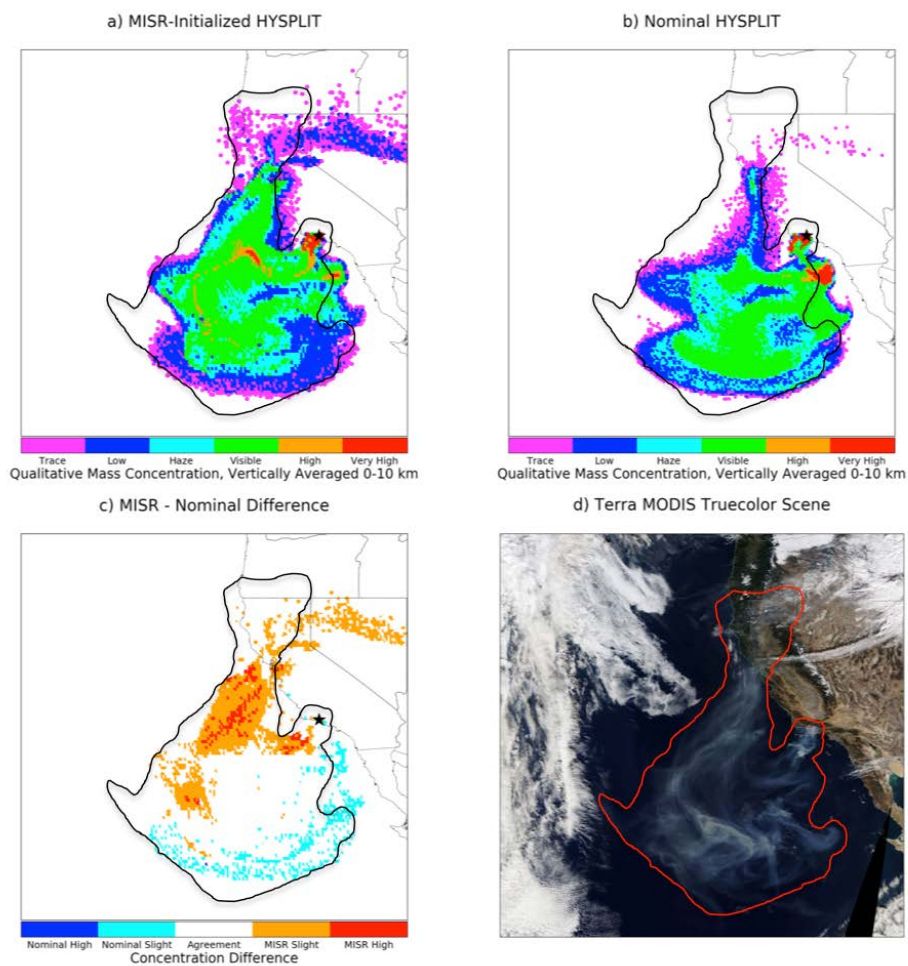 a) MISR-Initialized HYSPLIT
b) Nominal HYSPLIT
Trace Low Haze Visible High Very High
Qualitative Mass Concentration, Vertically Averaged 0-10 km
Trace Low Haze Visible High Very High
Qualitative Mass Concentration, Vertically Averaged 0-10 km
c) MISR - Nominal Difference
d) Terra MODIS Truecolor Scene
Nominal High Nominal Slight Agreement MISR Slight MISR High
Concentration Difference